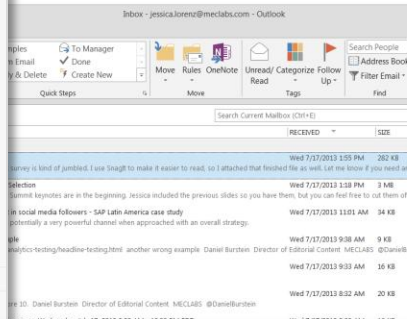 Inbox - jessica.lorenz@meclabs.com - Outlook
To Manager
Email Done
& Delete Create New
Quick Steps
Move Rules OneNote
Move
Unread/ Read Categorize Follow Up
Tags
Search People
Address Book
Filter Email
Find
Search Current Mailbox (Ctrl+E)
RECEIVED SIZE
Wed 7/17/2013 1:55 PM 282 KB
survey is kind of jumbled. I use SnagIt to make it easier to read, so I attached that finished file as well. Let me know if you need
Selection Wed 7/17/2013 1:18 PM 3 MB
Summit keynotes are in the beginning. Jessica included the previous slides so you have them, but you can feel free to cut them
in social media followers - SAP Latin America case study Wed 7/17/2013 11:01 AM 34 KB
potentially a very powerful channel when approached with an overall strategy.
Wed 7/17/2013 9:38 AM 9 KB
analytics-testing/headline-testing.html another wrong example Daniel Burstein Director of Editorial Content MECLABS
Wed 7/17/2013 9:33 AM 16 KB
Wed 7/17/2013 8:32 AM 20 KB
10. Daniel Burstein Director of Editorial Content MECLABS @DanielBurstein